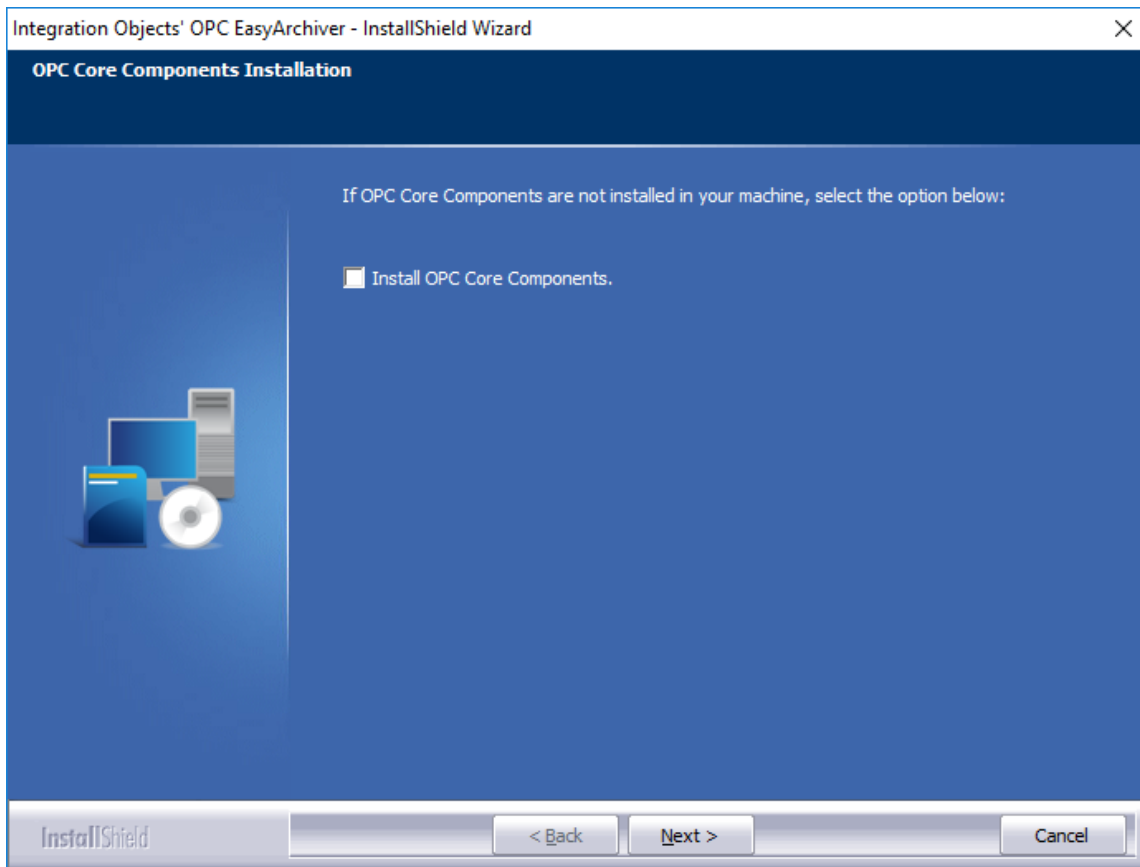 Integration Objects' OPC EasyArchiver - InstallShield Wizard
OPC Core Components Installation
If OPC Core Components are not installed in your machine, select the option below:
Install OPC Core Components.
InstallShield
< Back
Next >
Cancel